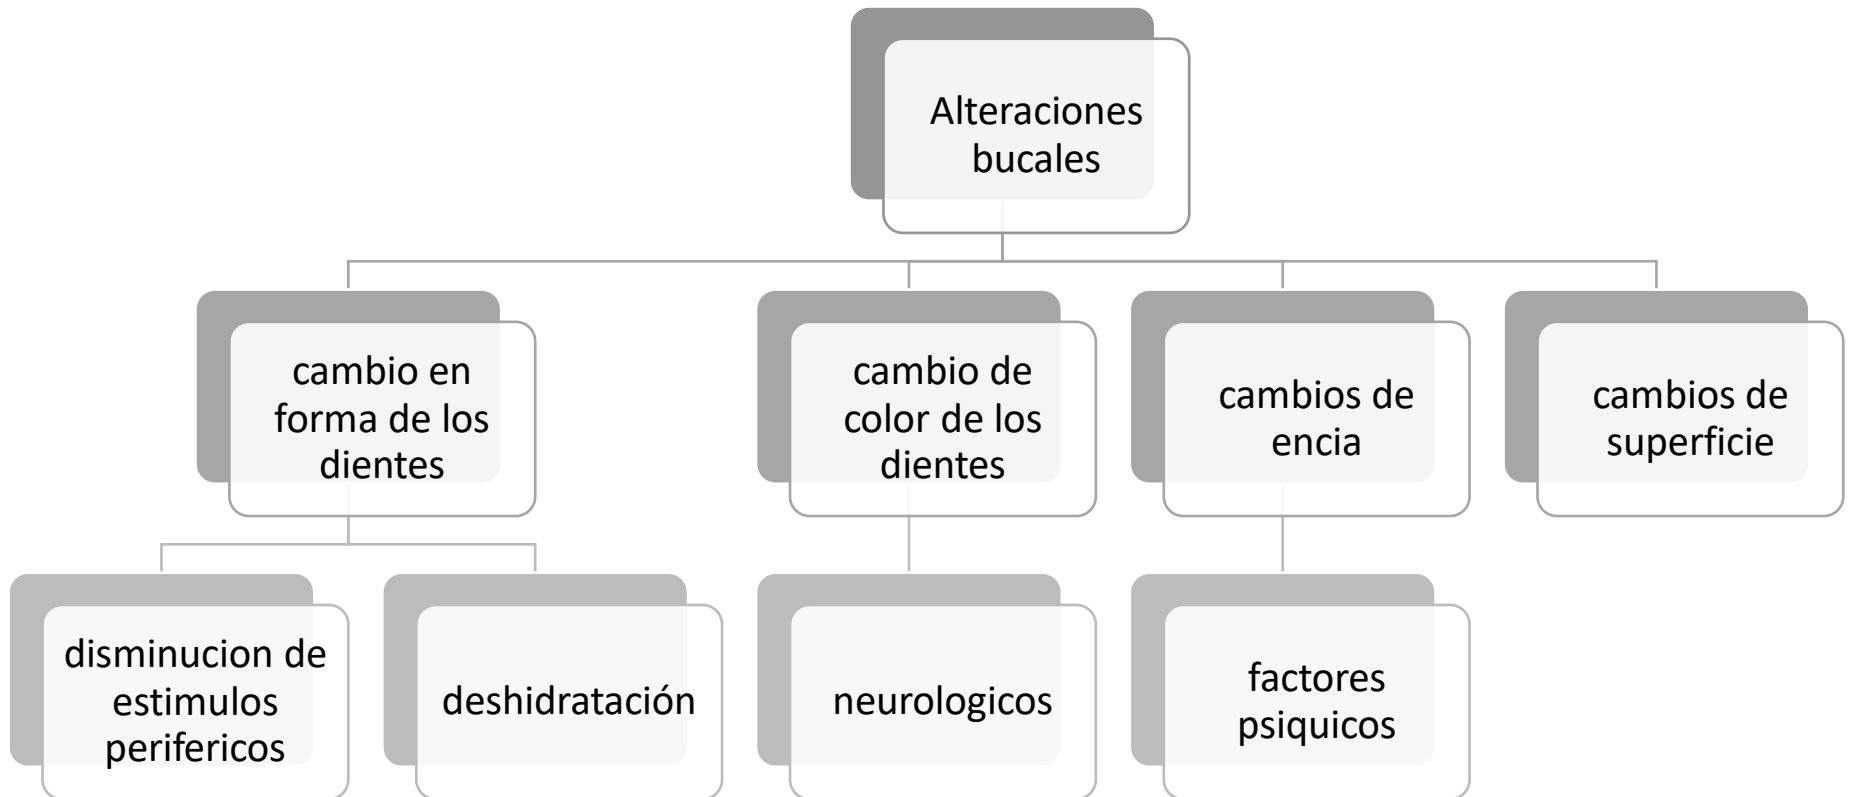 Alteraciones
bucales
cambio en
forma de los
dientes
cambio de
color de los
dientes
cambios de
encia
cambios de
superficie
disminucion de
estimulos
perifericos
deshidratación
neurologicos
factores
psiquicos